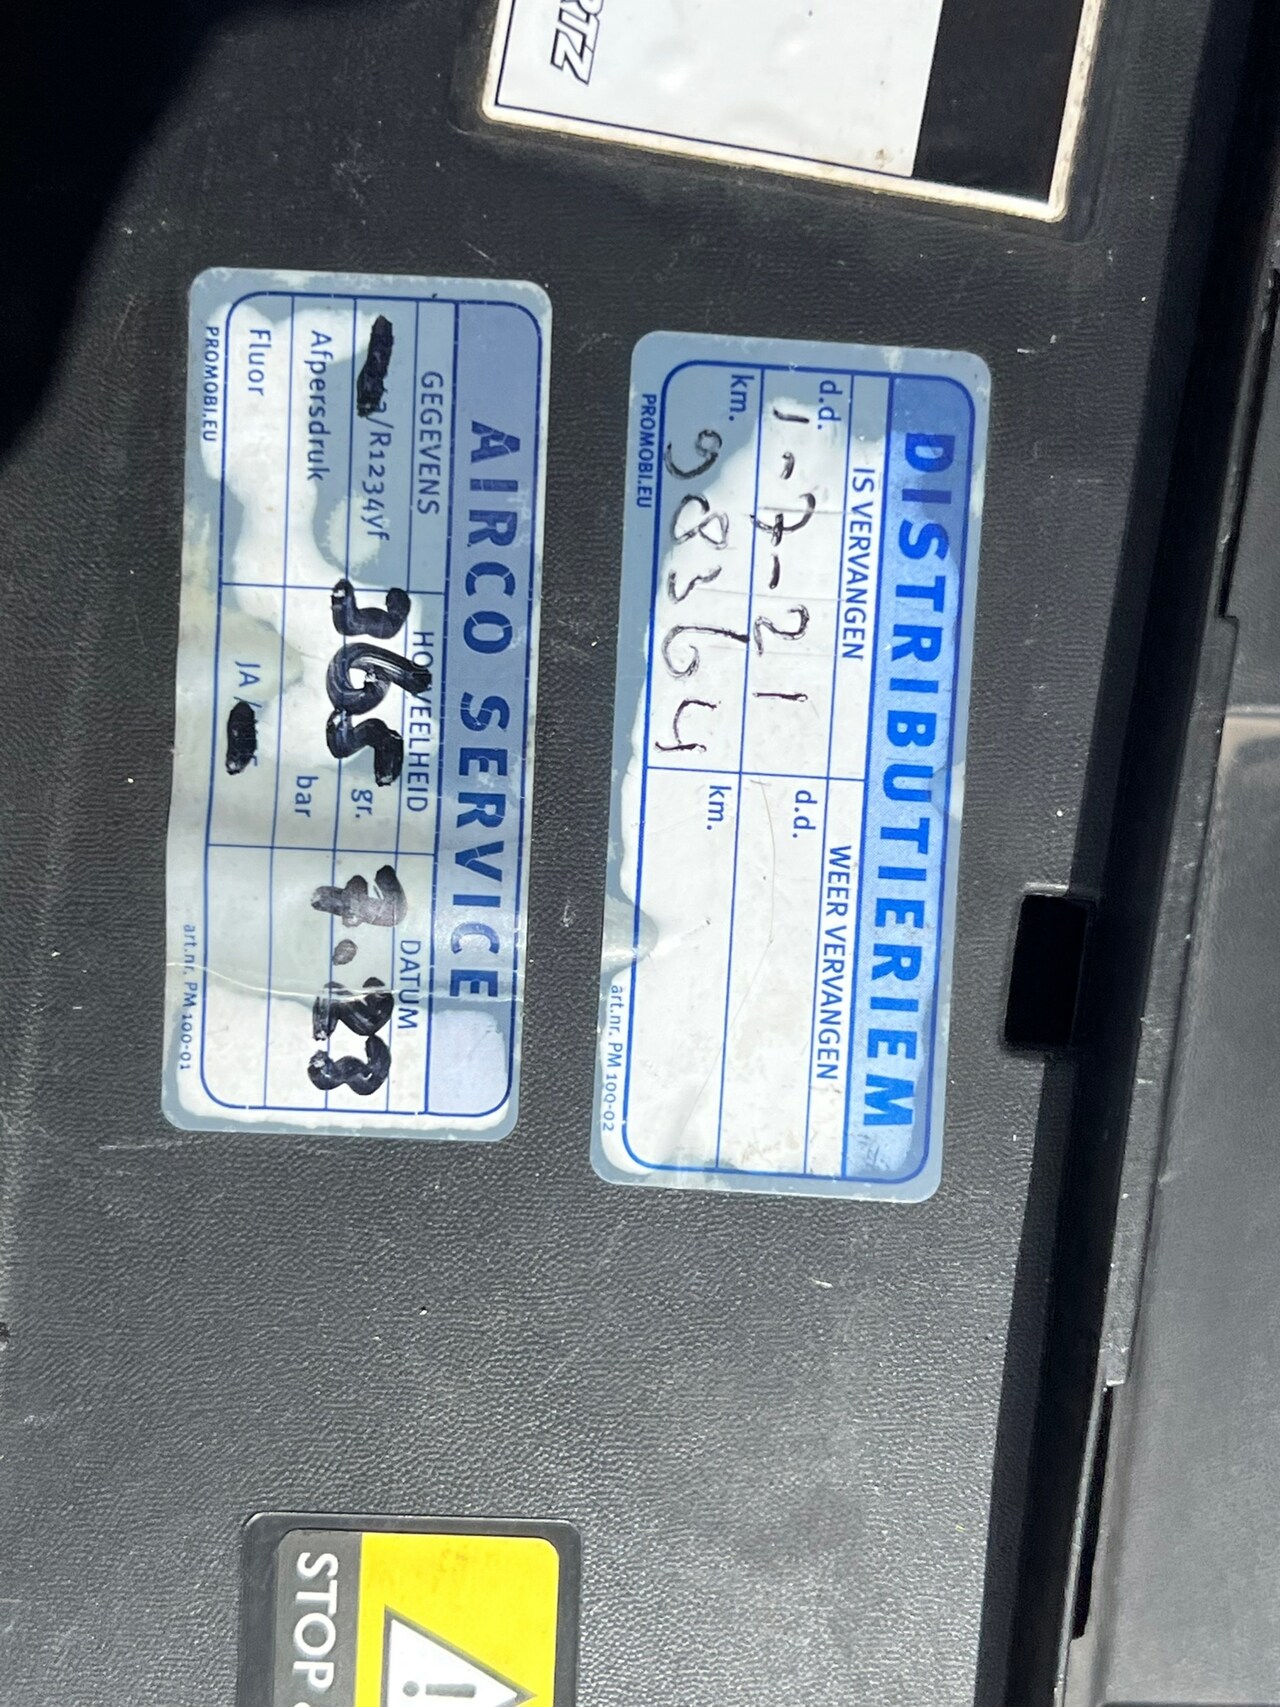 RTZ
DISTRIBUTIERIEM
IS VERVANGEN WEER VERVANGEN
d.d. 1-7-21 d.d.
km. 98364 km.
PROMOBI.EU art.nr. PM 100-02
AIRCO SERVICE
GEGEVENS HOEVEELHEID DATUM
/R1234yf 365 gr. 7.23
Afpersdruk bar
Fluor JA /
PROMOBI.EU art.nr. PM 100-01
STOP